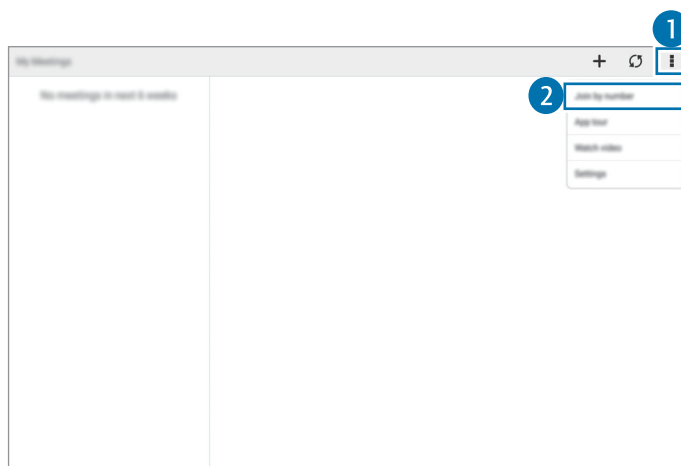 1
My Meetings
No meetings in next 6 weeks
2
Join by number
App tour
Watch video
Settings